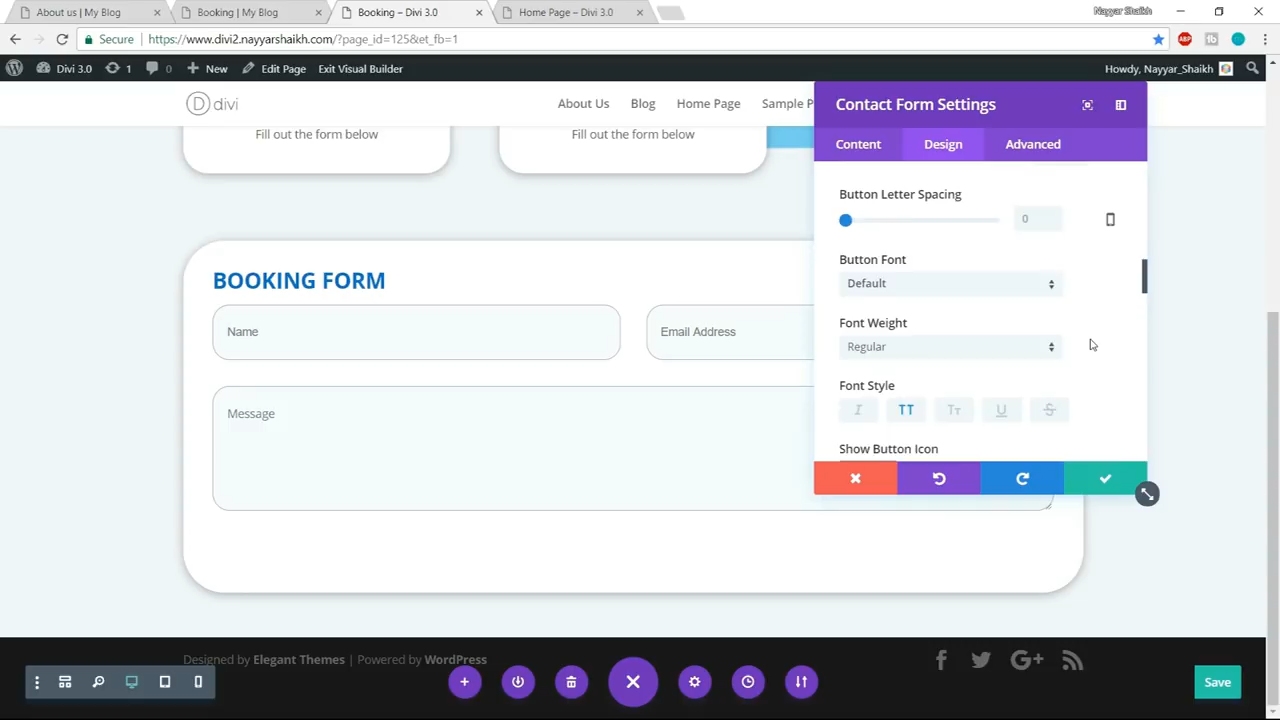 About us | My Blog
Booking | My Blog
Booking – Divi 3.0
Home Page – Divi 3.0
Nayyar Shaikh
Secure
https://www.divi2.nayyarshaikh.com/?page_id=125&et_fb=1
ABP
Divi 3.0
1
0
New
Edit Page
Exit Visual Builder
Howdy, Nayyar_Shaikh
D divi
About Us
Blog
Home Page
Sample P
Contact Form Settings
Content
Design
Advanced
Fill out the form below
Fill out the form below
Button Letter Spacing
0
Button Font
Default
Font Weight
Regular
Font Style
I
TT
Tт
U
S
Show Button Icon
BOOKING FORM
Name
Email Address
Message
Designed by Elegant Themes | Powered by WordPress
G+
Save